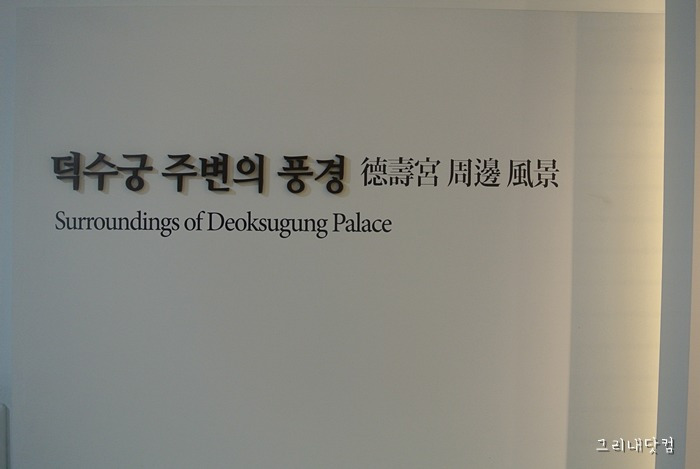 덕수궁 주변의 풍경 德壽宮 周邊 風景
Surroundings of Deoksugung Palace
그리내닷컴